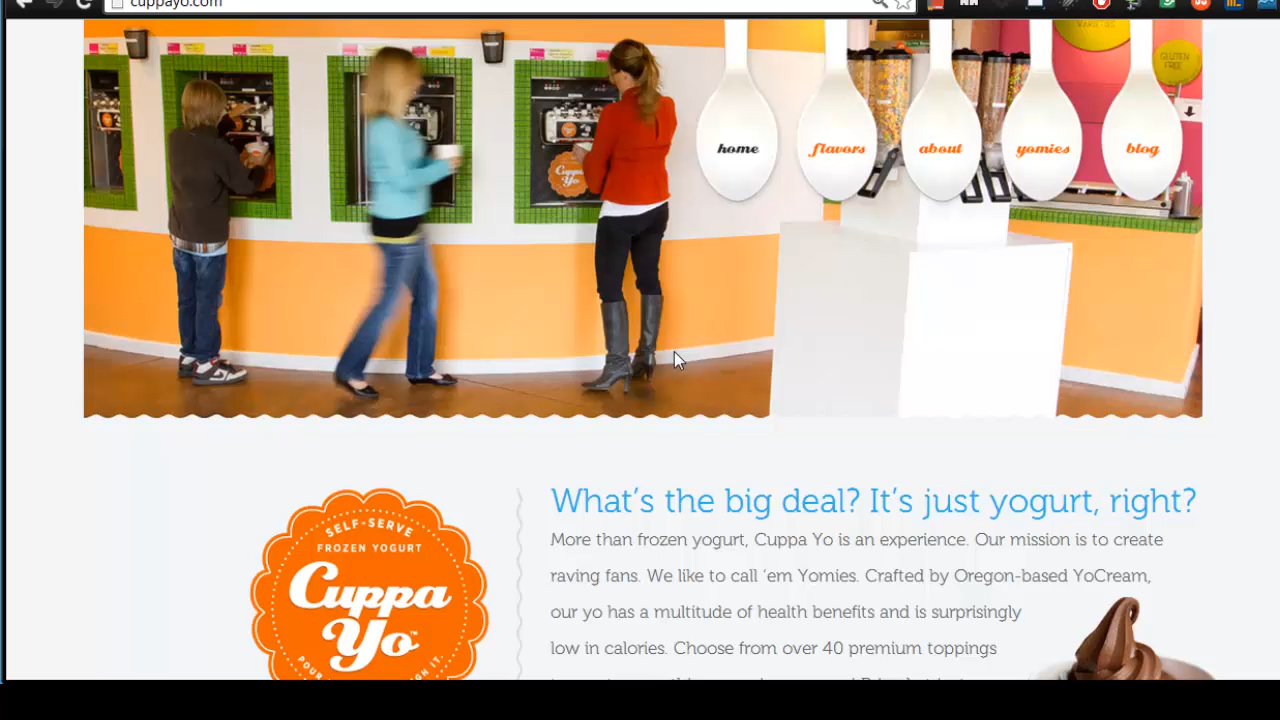 cuppayo.com
GLUTEN
FREE
home
flavors
about
yomies
blog
Cuppa
Yo
What's the big deal? It's just yogurt, right?
More than frozen yogurt, Cuppa Yo is an experience. Our mission is to create
raving fans. We like to call 'em Yomies. Crafted by Oregon-based YoCream,
our yo has a multitude of health benefits and is surprisingly
low in calories. Choose from over 40 premium toppings
SELF-SERVE
FROZEN YOGURT
Cuppa
Yo™